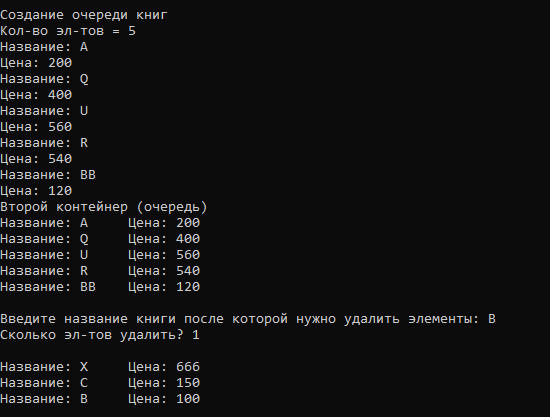 Создание очереди книг
Кол-во эл-тов = 5
Название: A
Цена: 200
Название: Q
Цена: 400
Название: U
Цена: 560
Название: R
Цена: 540
Название: BB
Цена: 120
Второй контейнер (очередь)
Название: A     Цена: 200
Название: Q     Цена: 400
Название: U     Цена: 560
Название: R     Цена: 540
Название: BB    Цена: 120
Введите название книги после которой нужно удалить элементы: B
Сколько эл-тов удалить? 1
Название: X     Цена: 666
Название: C     Цена: 150
Название: B     Цена: 100